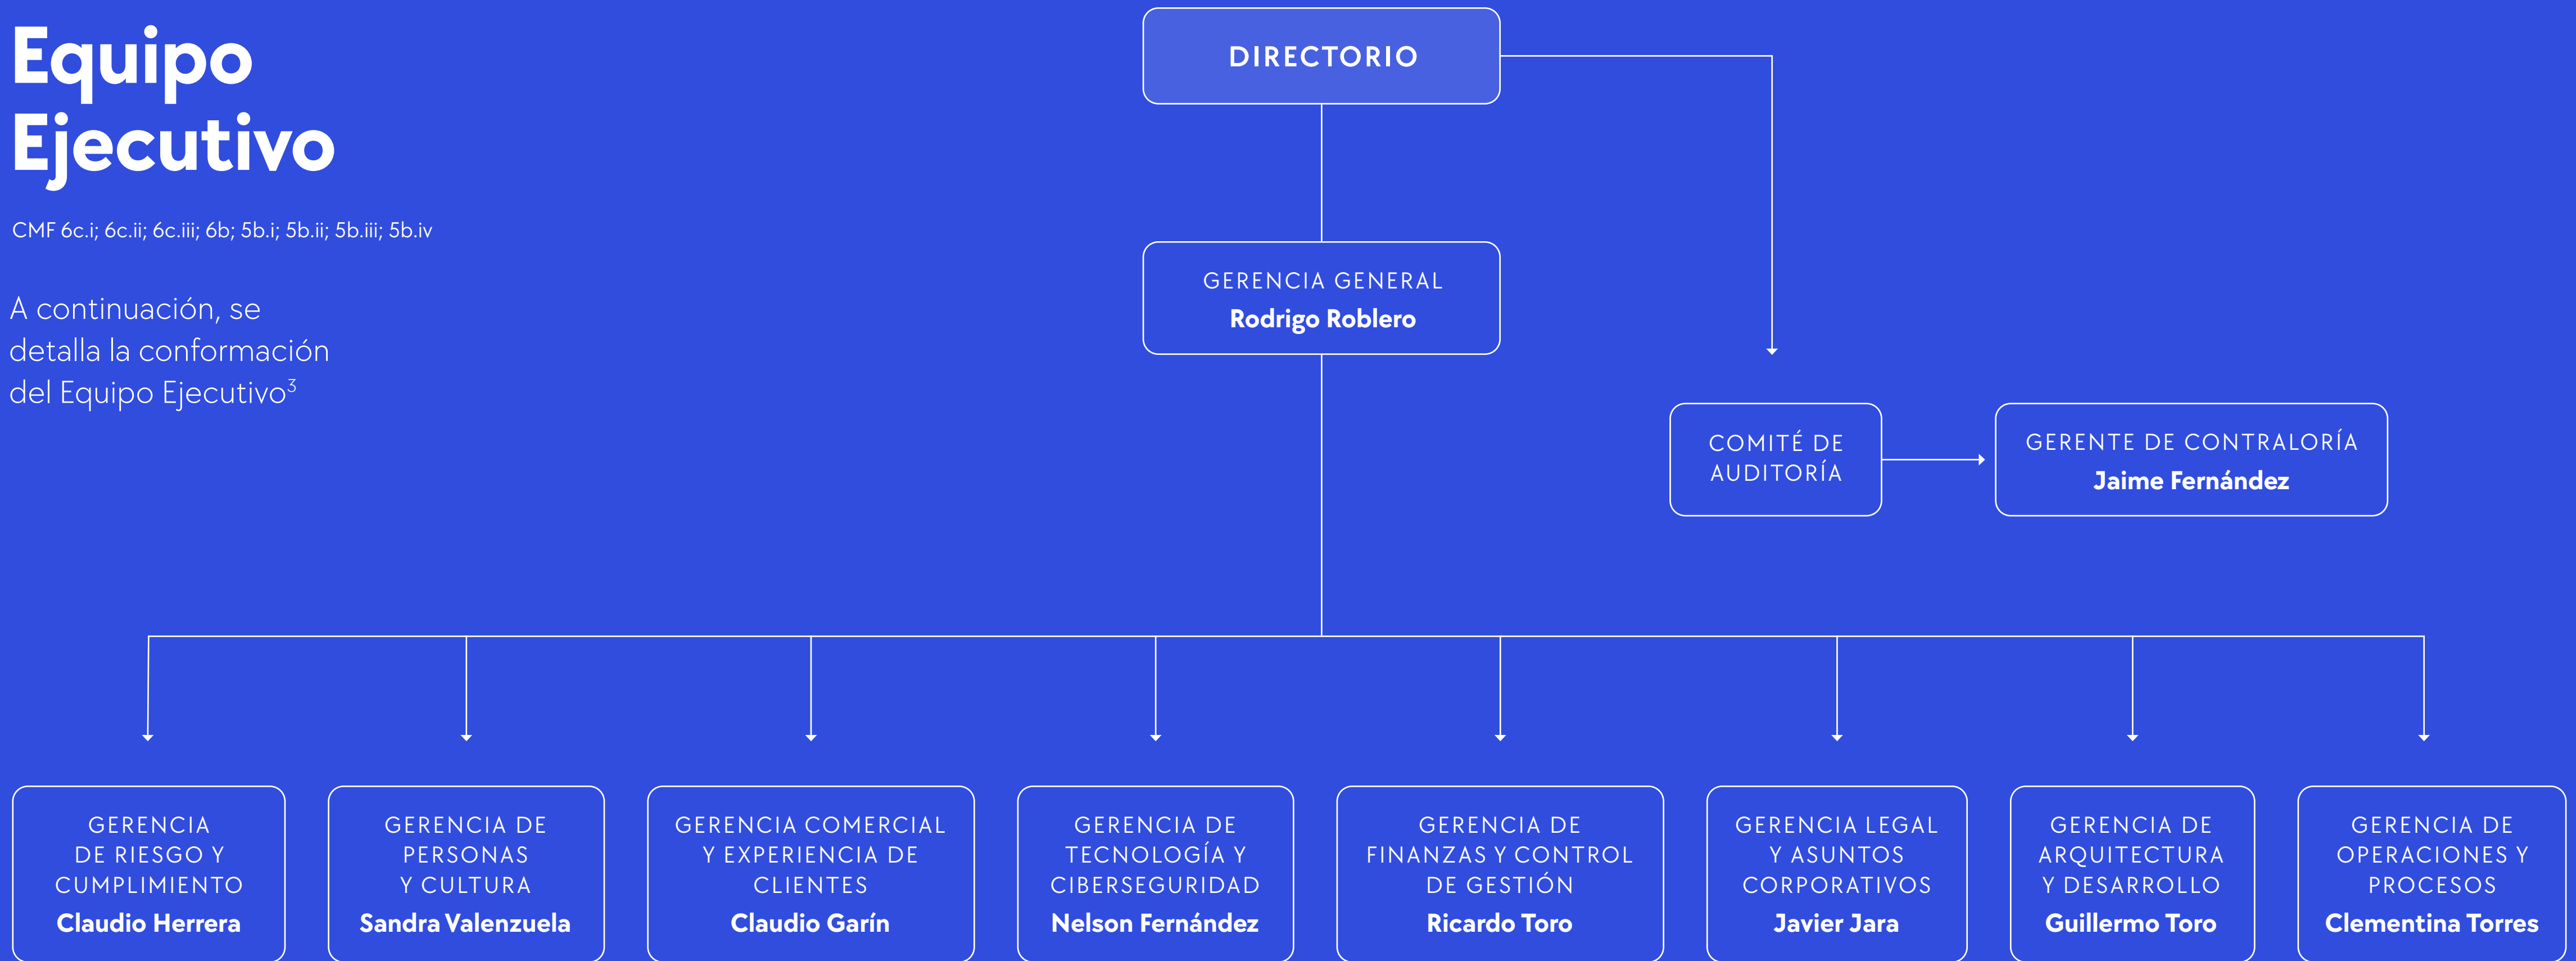 Equipo
Ejecutivo
CMF 6c.i; 6c.ii; 6c.iii; 6b; 5b.i; 5b.ii; 5b.iii; 5b.iv
A continuación, se
detalla la conformación
del Equipo Ejecutivo³
DIRECTORIO
GERENCIA GENERAL
Rodrigo Roblero
COMITÉ DE
AUDITORÍA
GERENTE DE CONTRALORÍA
Jaime Fernández
GERENCIA
DE RIESGO Y
CUMPLIMIENTO
Claudio Herrera
GERENCIA DE
PERSONAS
Y CULTURA
Sandra Valenzuela
GERENCIA COMERCIAL
Y EXPERIENCIA DE
CLIENTES
Claudio Garín
GERENCIA DE
TECNOLOGÍA Y
CIBERSEGURIDAD
Nelson Fernández
GERENCIA DE
FINANZAS Y CONTROL
DE GESTIÓN
Ricardo Toro
GERENCIA LEGAL
Y ASUNTOS
CORPORATIVOS
Javier Jara
GERENCIA DE
ARQUITECTURA
Y DESARROLLO
Guillermo Toro
GERENCIA DE
OPERACIONES Y
PROCESOS
Clementina Torres